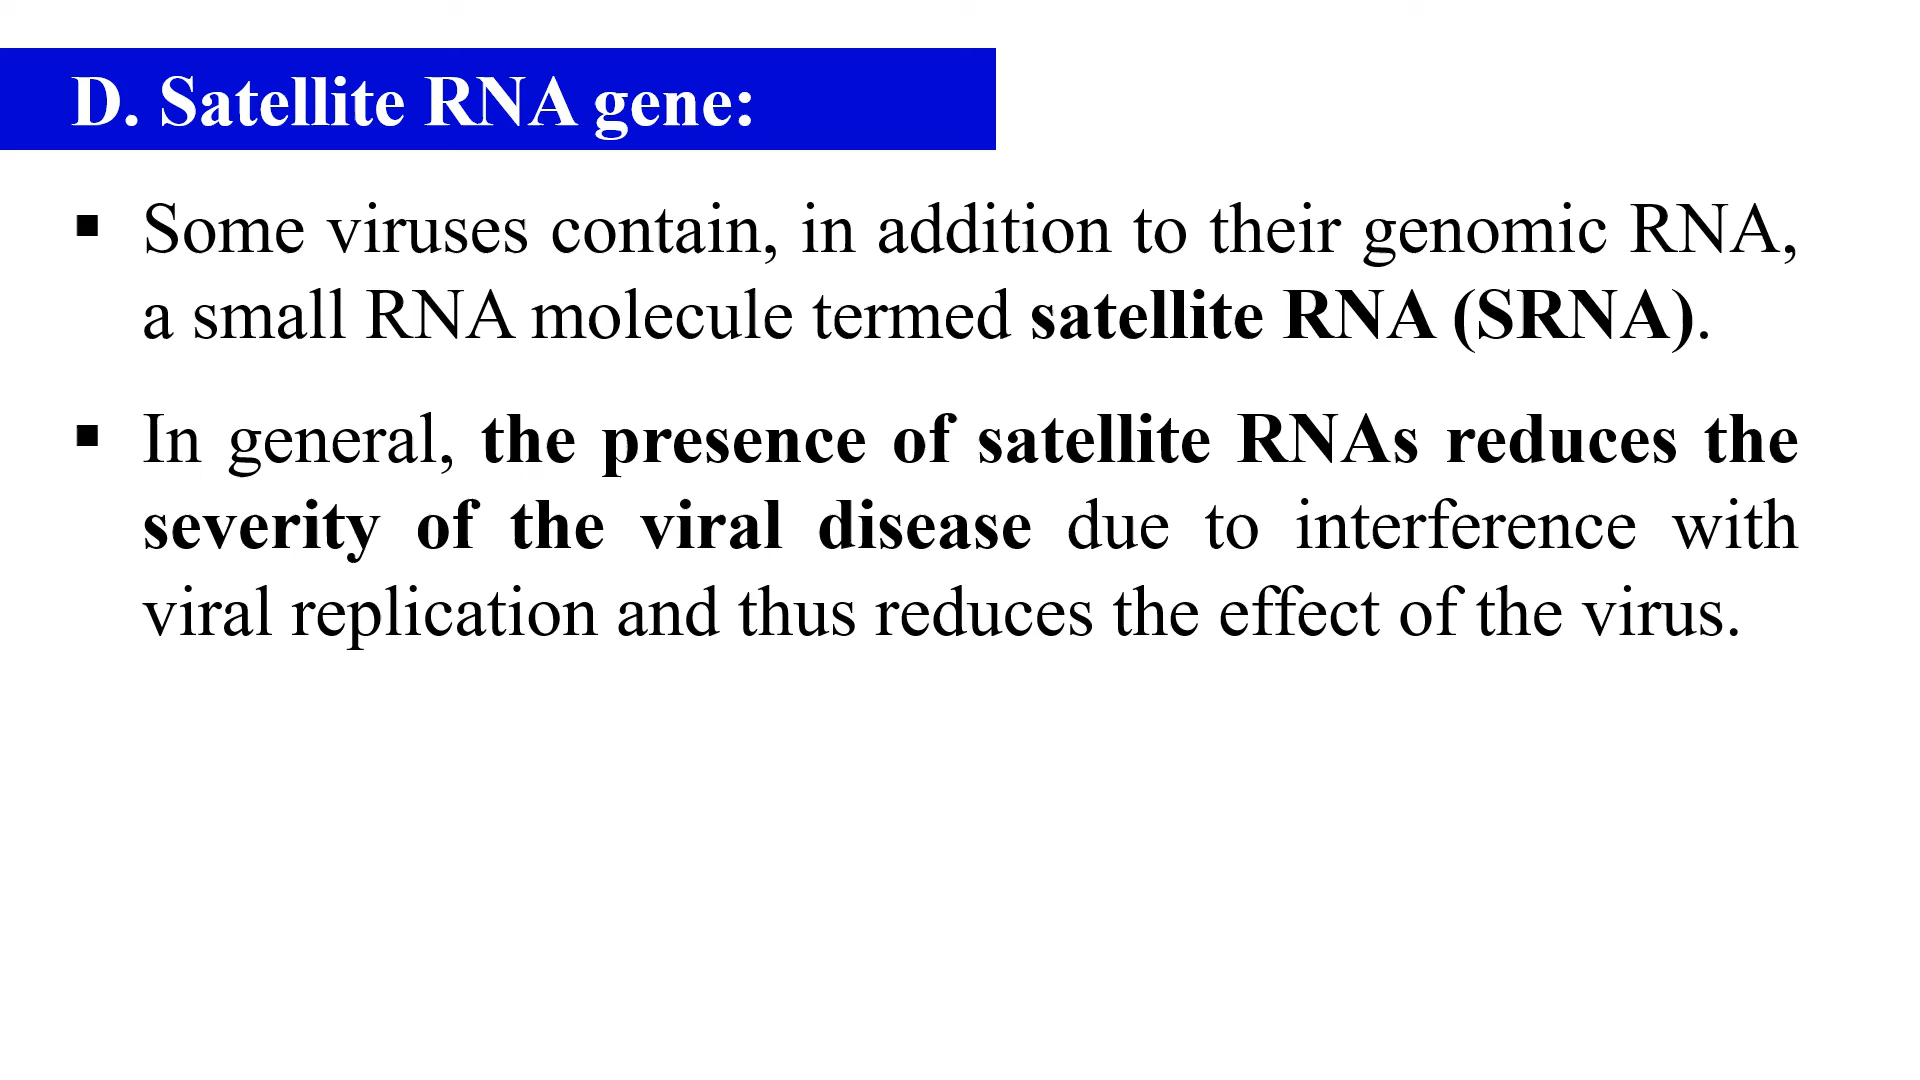 D. Satellite RNA gene:
▪ Some viruses contain, in addition to their genomic RNA,
a small RNA molecule termed satellite RNA (SRNA).
▪ In general, the presence of satellite RNAs reduces the
severity of the viral disease due to interference with
viral replication and thus reduces the effect of the virus.